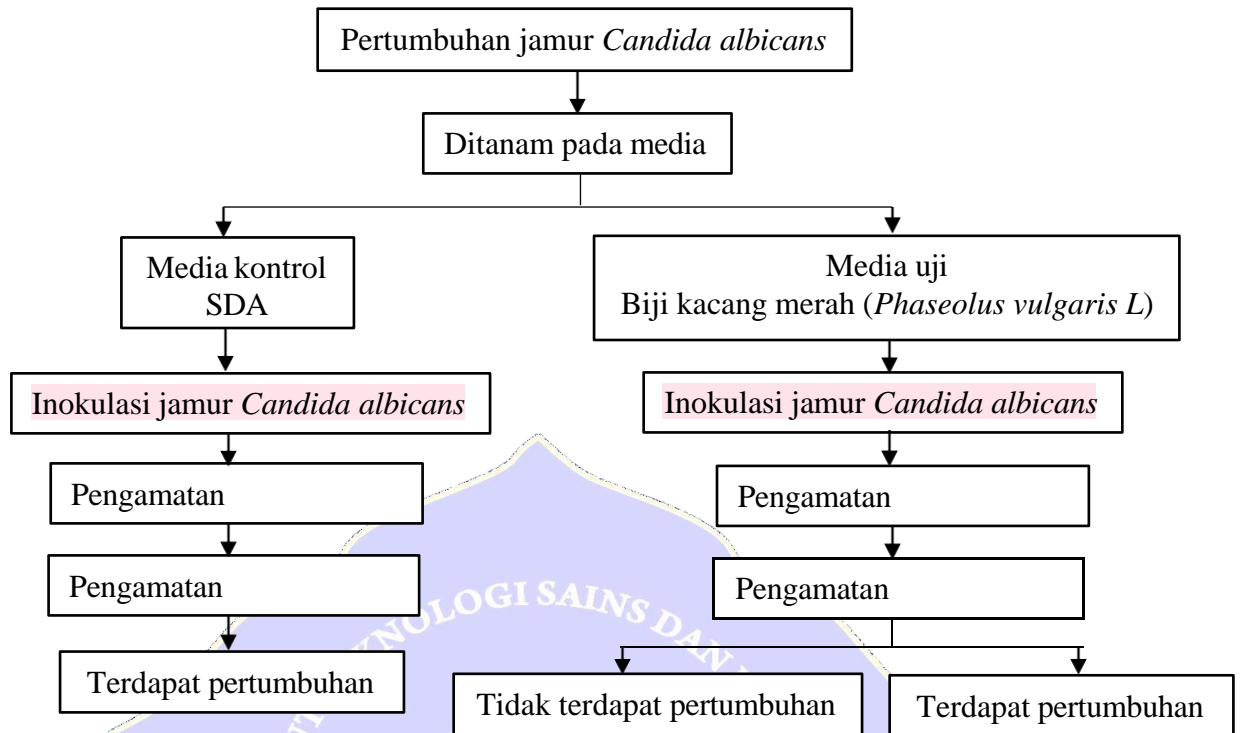 Pertumbuhan jamur Candida albicans
Ditanam pada media
Media kontrol
SDA
Media uji
Biji kacang merah (Phaseolus vulgaris L)
Inokulasi jamur Candida albicans
Inokulasi jamur Candida albicans
Pengamatan
Pengamatan
Pengamatan
Pengamatan
Terdapat pertumbuhan
Tidak terdapat pertumbuhan
Terdapat pertumbuhan
SAINS